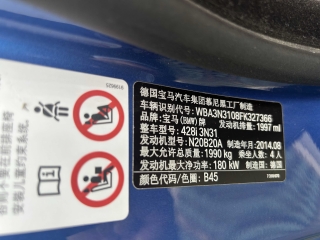 德国宝马汽车集团慕尼黑工厂制造
车辆识别代号: WBA3N3108FK327366
品牌: 宝马(BMW)牌
发动机排量: 1997 ml
整车型号: 428i 3N31
发动机型号: N20B20A
制造年月 2014.08
最大允许总质量: 1990 kg
乘坐人数: 4 人
发动机最大净功率: 180 kW
制造国: 德国
颜色代码/色圈: B45